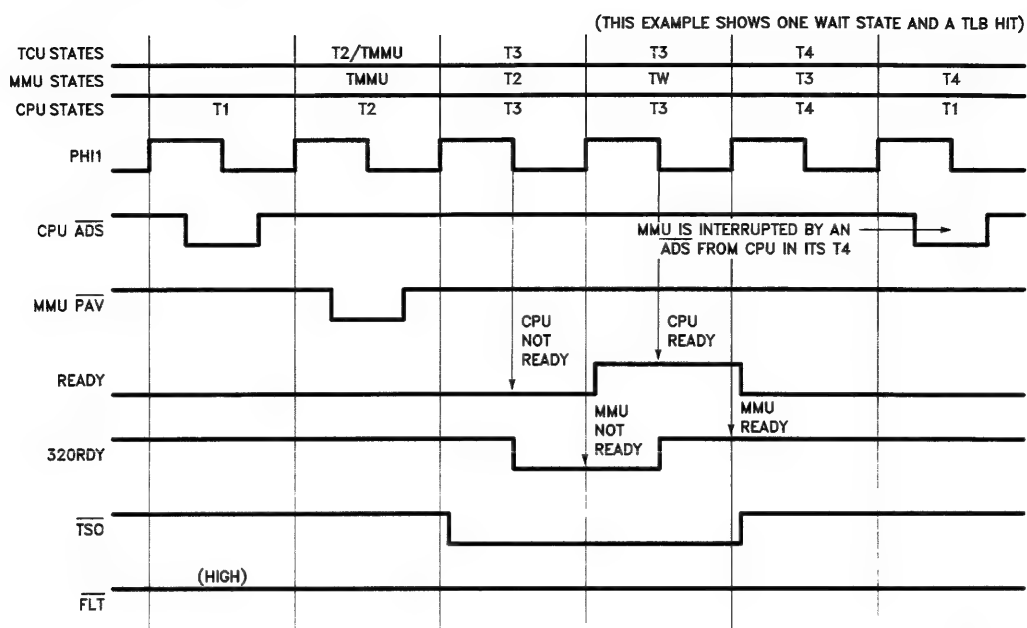 (THIS EXAMPLE SHOWS ONE WAIT STATE AND A TLB HIT)
TCU STATES T2/TMMU T3 T3 T4
MMU STATES TMMU T2 TW T3 T4
CPU STATES T1 T2 T3 T3 T4 T1
PHI1
CPU ADS
MMU IS INTERRUPTED BY AN
ADS FROM CPU IN ITS T4
MMU PAV
CPU
NOT
READY
CPU
READY
READY
MMU
NOT
READY
MMU
READY
320RDY
TSO
(HIGH)
FLT